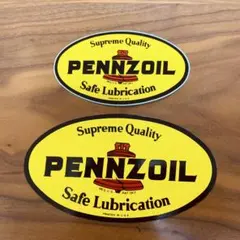 Supreme Quality
PENNZOIL
Safe Lubrication
Supreme Quality
PENNZOIL
Safe Lubrication